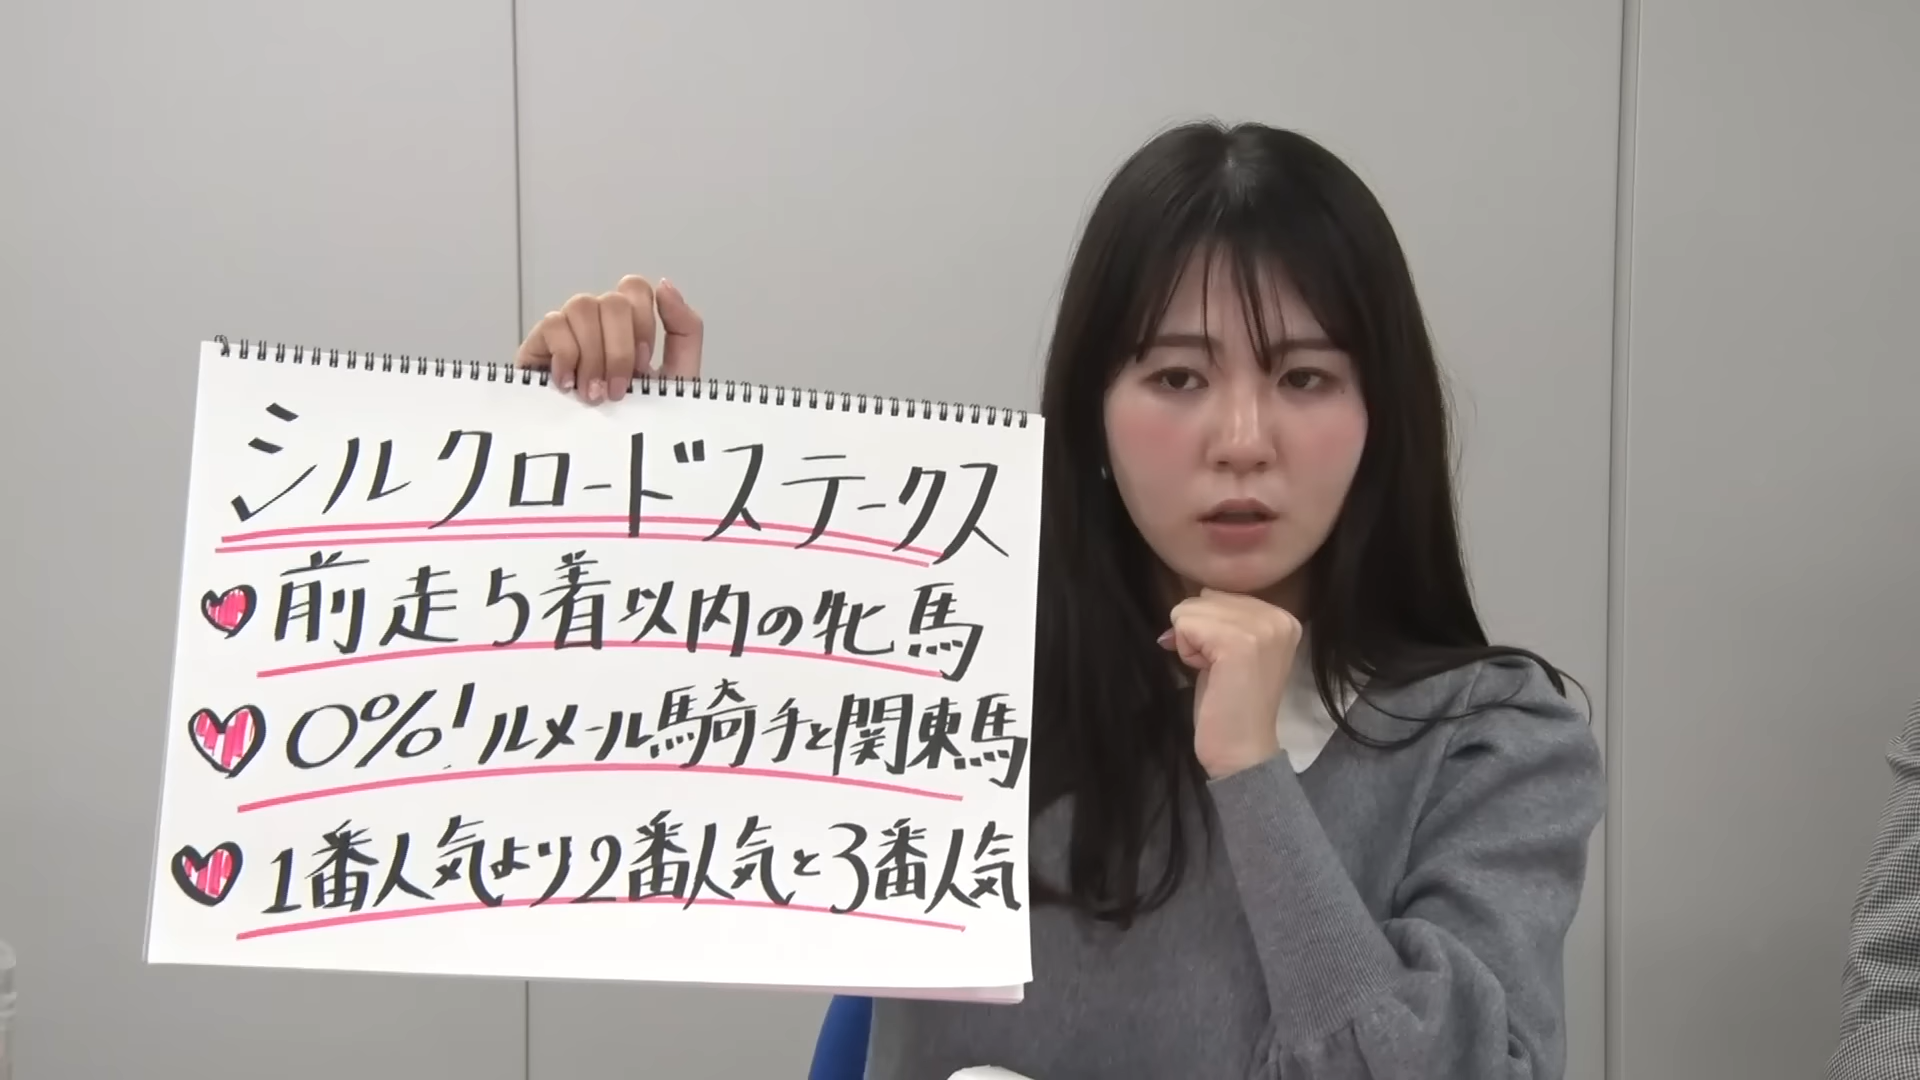 シルクロードステークス
前走5着以内の牝馬
0%！ルメール騎手と関東馬
1番人気より2番人気と3番人気